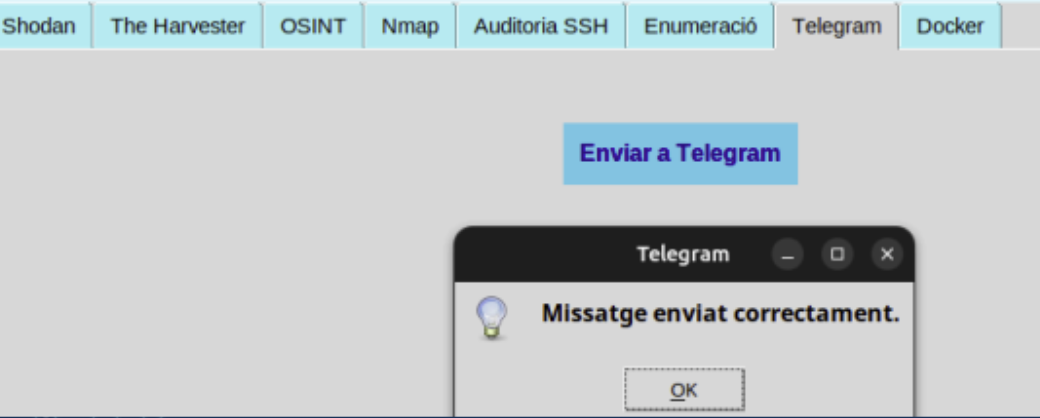 Shodan The Harvester OSINT Nmap Auditoria SSH Enumeració Telegram Docker
Enviar a Telegram
Telegram
Missatge enviat correctament.
OK